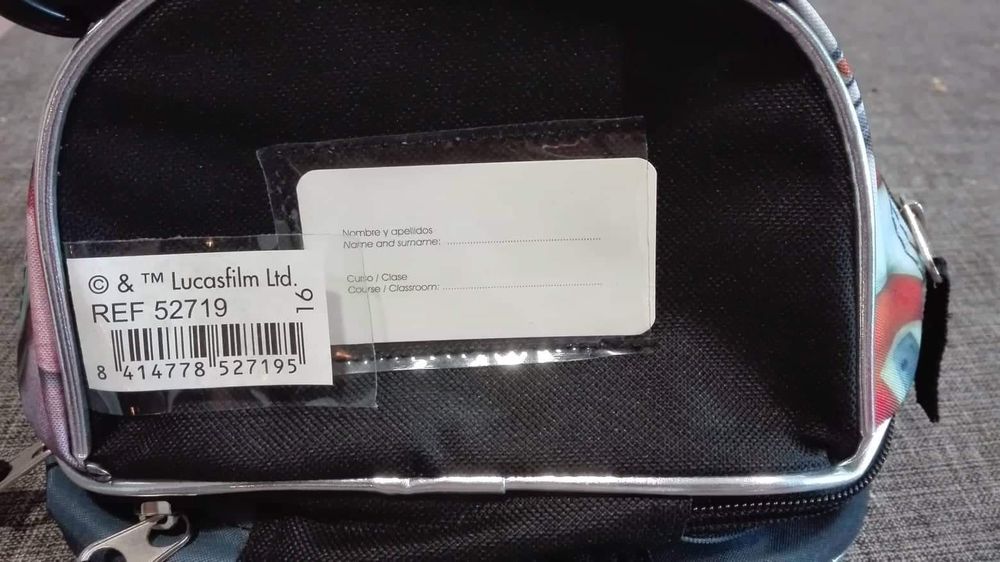 © & ™ Lucasfilm Ltd.
REF 52719
16
8 414778 527195
Nombre y apellidos
Name and surname:
Curso / Clase
Course / Classroom: